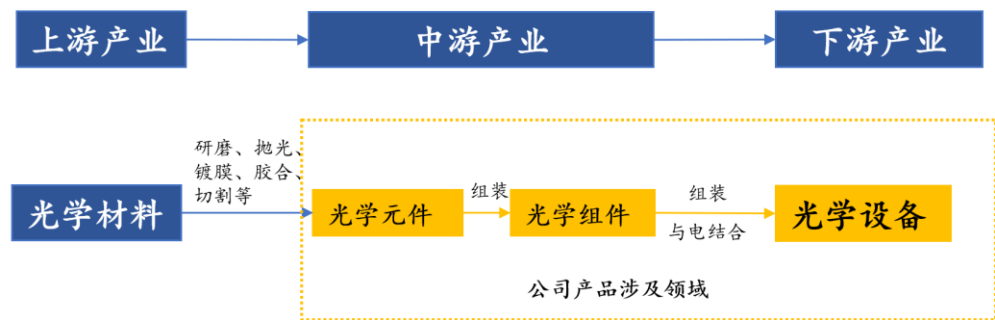 上游产业
中游产业
下游产业
研磨、抛光、
镀膜、胶合、
切割等
光学材料
光学元件
组装
光学组件
组装
与电结合
光学设备
公司产品涉及领域